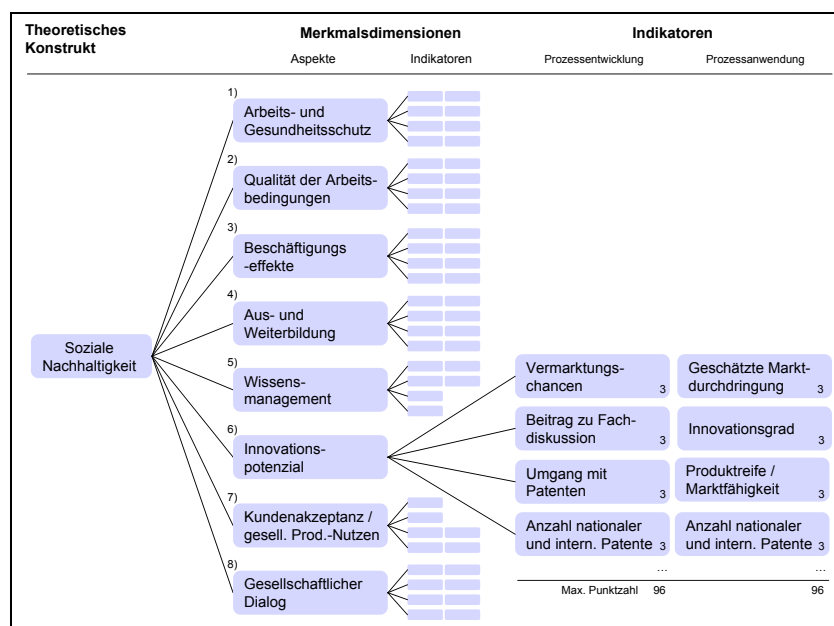 Theoretisches
Konstrukt
Merkmalsdimensionen
Indikatoren
Aspekte
Indikatoren
Prozessentwicklung
Prozessanwendung
1)
Arbeits- und
Gesundheitsschutz
2)
Qualität der Arbeits-
bedingungen
3)
Beschäftigungs
-effekte
4)
Aus- und
Weiterbildung
Soziale
Nachhaltigkeit
5)
Wissens-
management
6)
Innovations-
potenzial
7)
Kundenakzeptanz /
gesell. Prod.-Nutzen
8)
Gesellschaftlicher
Dialog
Vermarktungs-
chancen 3
Geschätzte Markt-
durchdringung 3
Beitrag zu Fach-
diskussion 3
Innovationsgrad
3
Umgang mit
Patenten 3
Produktreife /
Marktfähigkeit 3
Anzahl nationaler
und intern. Patente 3
Anzahl nationaler
und intern. Patente 3
... ...
Max. Punktzahl 96 96